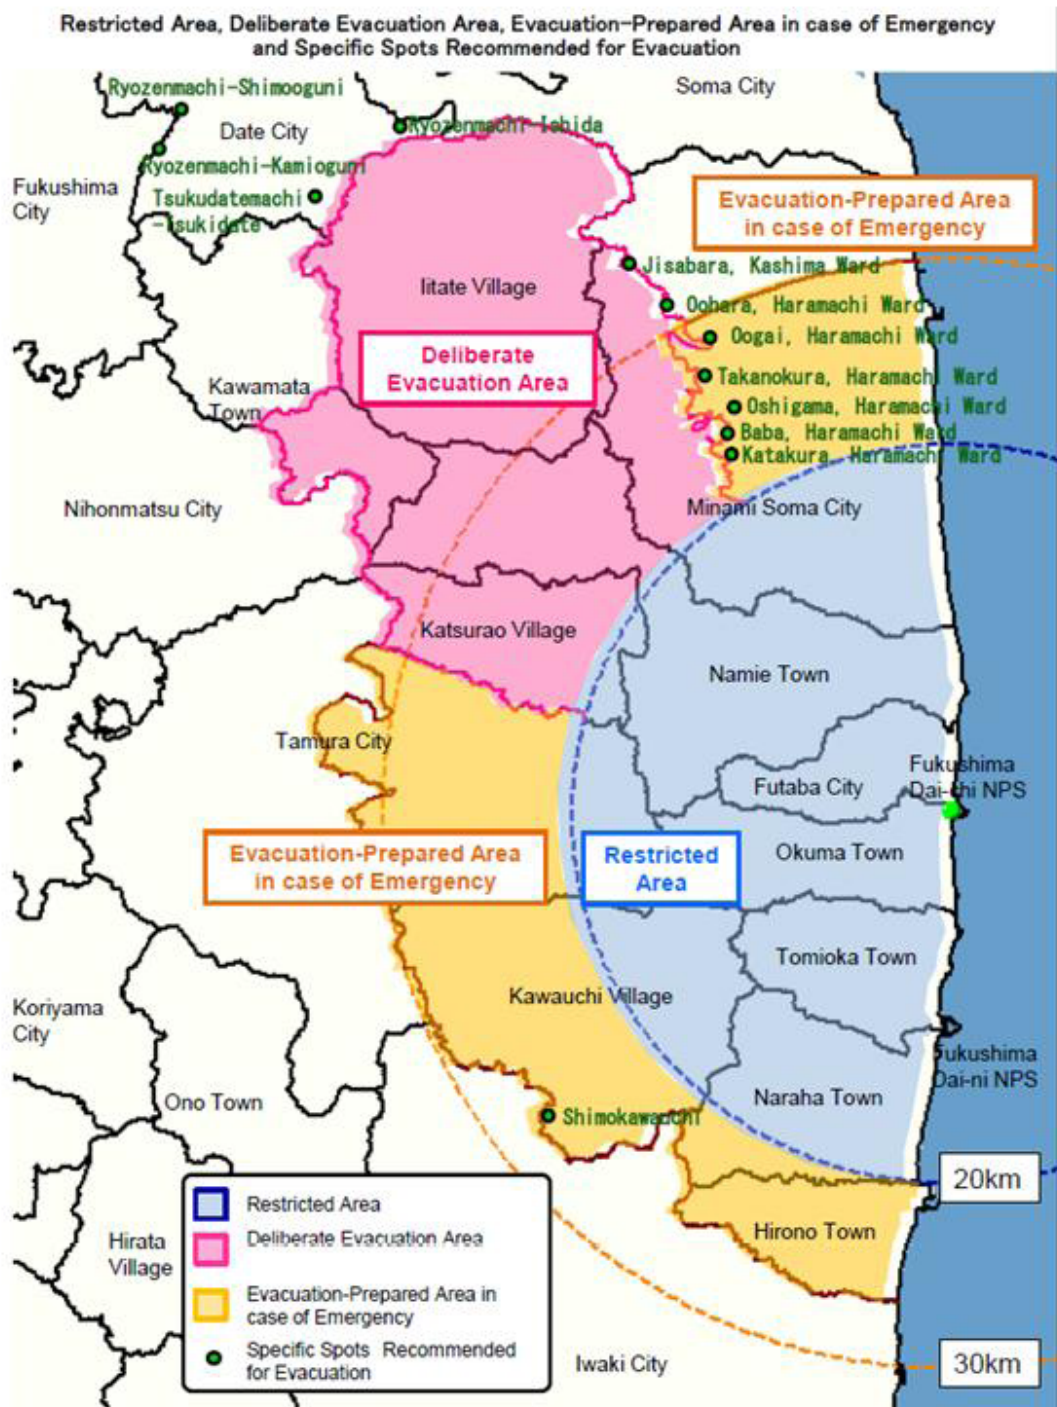 Restricted Area, Deliberate Evacuation Area, Evacuation-Prepared Area in case of Emergency
and Specific Spots Recommended for Evacuation
Ryozenmachi-Shimooguni
Soma City
Date City
Ryozenmachi-Ishida
Ryozenmachi-Kamioguni
Fukushima
City
Tsukudatemachi
-Tsukidate
Evacuation-Prepared Area
in case of Emergency
Jisabara, Kashima Ward
Iitate Village
Oohara, Haramachi Ward
Oogai, Haramachi Ward
Deliberate
Evacuation Area
Takanokura, Haramachi Ward
Kawamata
Town
Oshigama, Haramachi Ward
Baba, Haramachi Ward
Katakura, Haramachi Ward
Nihonmatsu City
Minami Soma City
Katsurao Village
Namie Town
Tamura City
Fukushima
Dai-chi NPS
Futaba City
Evacuation-Prepared Area
in case of Emergency
Restricted
Area
Okuma Town
Tomioka Town
Kawauchi Village
Koriyama
City
Fukushima
Dai-ni NPS
Ono Town
Naraha Town
Shimokawauchi
20km
Hirono Town
Hirata
Village
Restricted Area
Deliberate Evacuation Area
Evacuation-Prepared Area in
case of Emergency
Specific Spots Recommended
for Evacuation
Iwaki City
30km